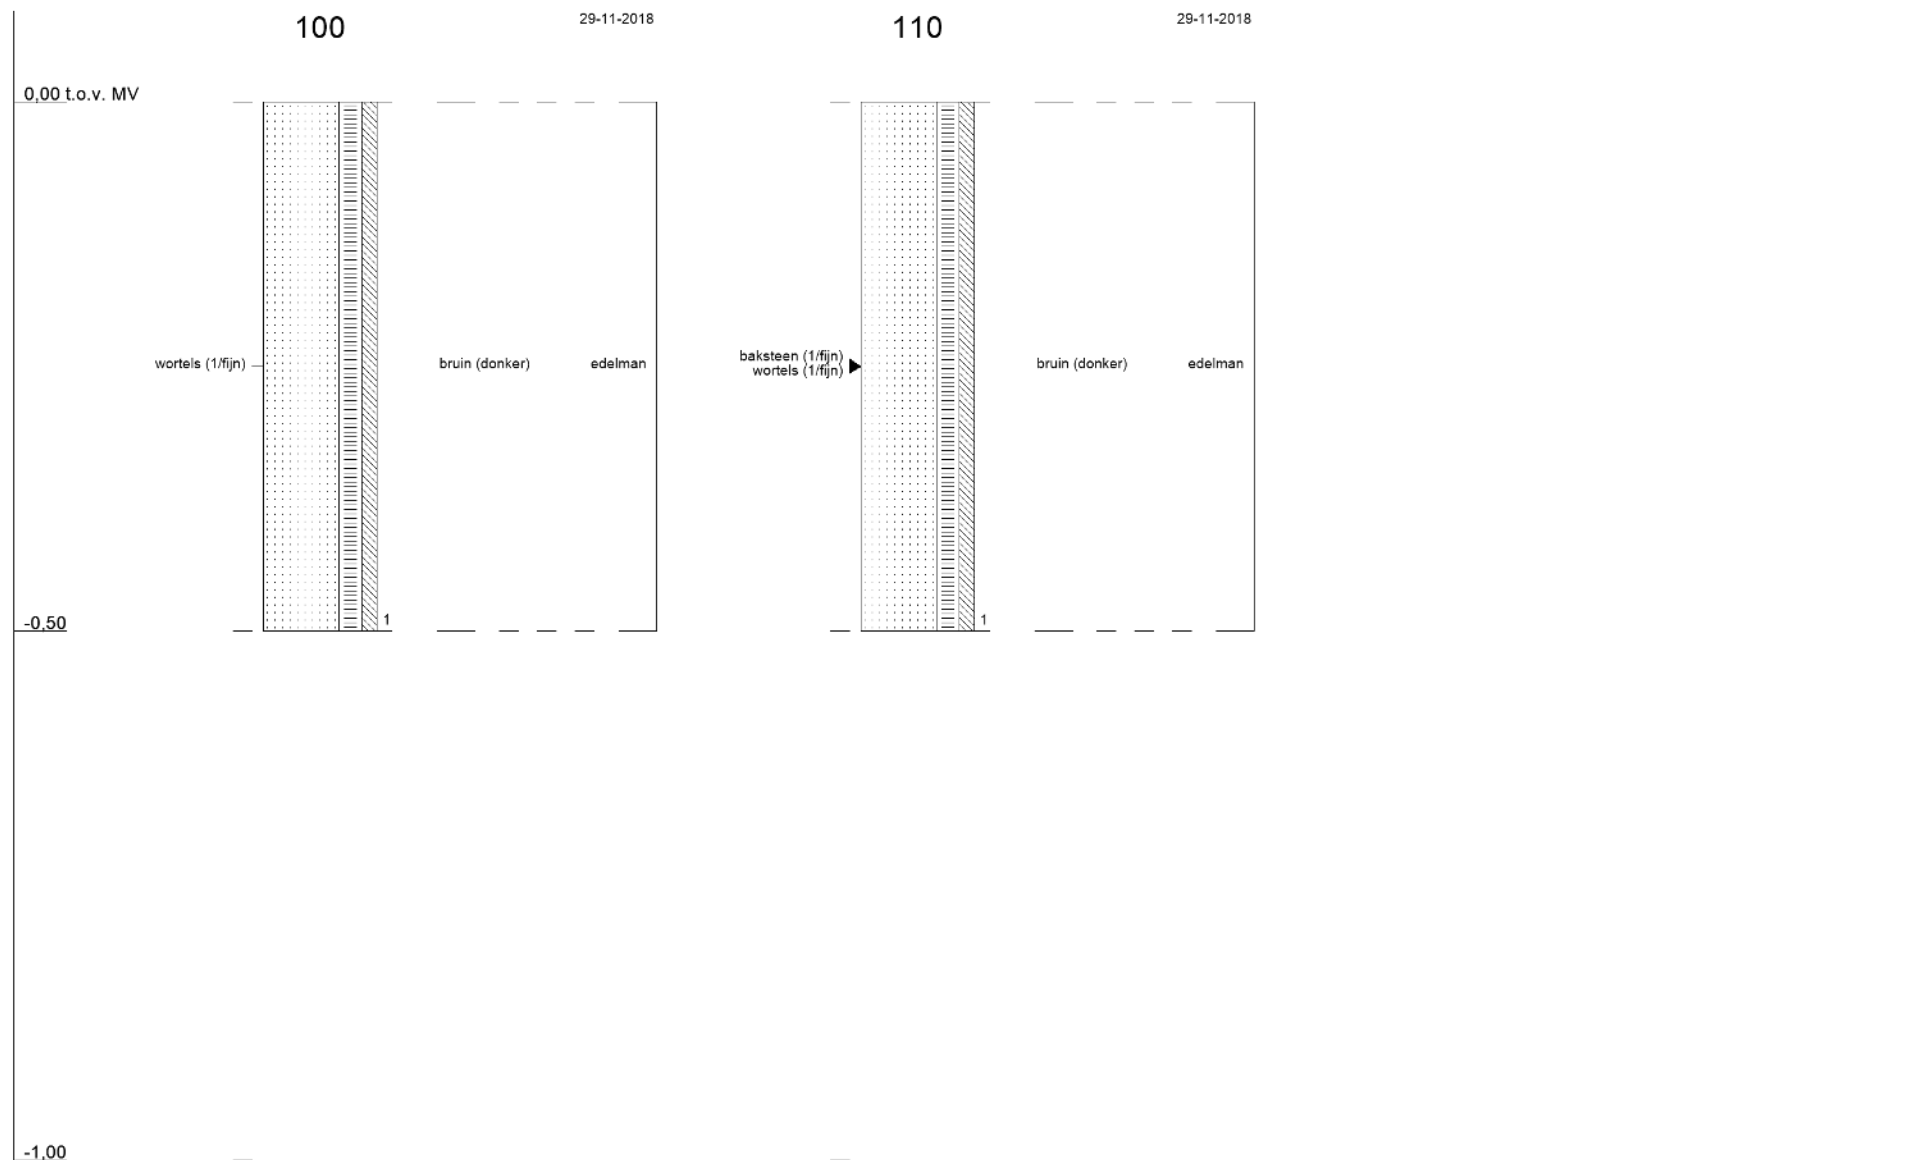 100
29-11-2018
110
29-11-2018
0,00 t.o.v. MV
wortels (1/fijn)
bruin (donker)
edelman
baksteen (1/fijn)
wortels (1/fijn)
bruin (donker)
edelman
1
1
-0,50
-1,00